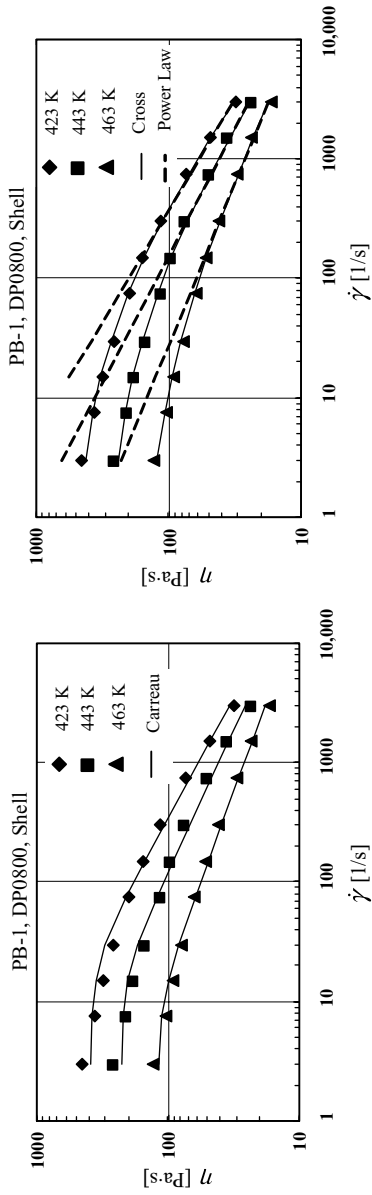 PB-1, DP0800, Shell
1000
100
10
η [Pa·s]
1
10
100
1000
10,000
γ̇ [1/s]
423 K
443 K
463 K
Carreau
PB-1, DP0800, Shell
1000
100
10
η [Pa·s]
1
10
100
1000
10,000
γ̇ [1/s]
423 K
443 K
463 K
Cross
Power Law